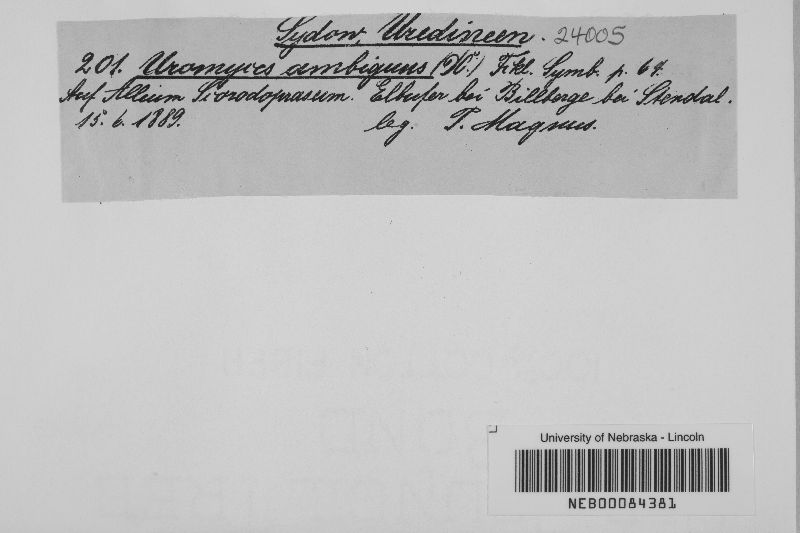 Sydow, Uredineen. 24005
201. Uromyces ambiguus (DC.) Fckl. Symb. p. 64.
Auf Allium Scorodoprasum. Elbufer bei Billberge bei Stendal.
15. 6. 1889. leg. P. Magnus.
University of Nebraska - Lincoln
NEB00084381